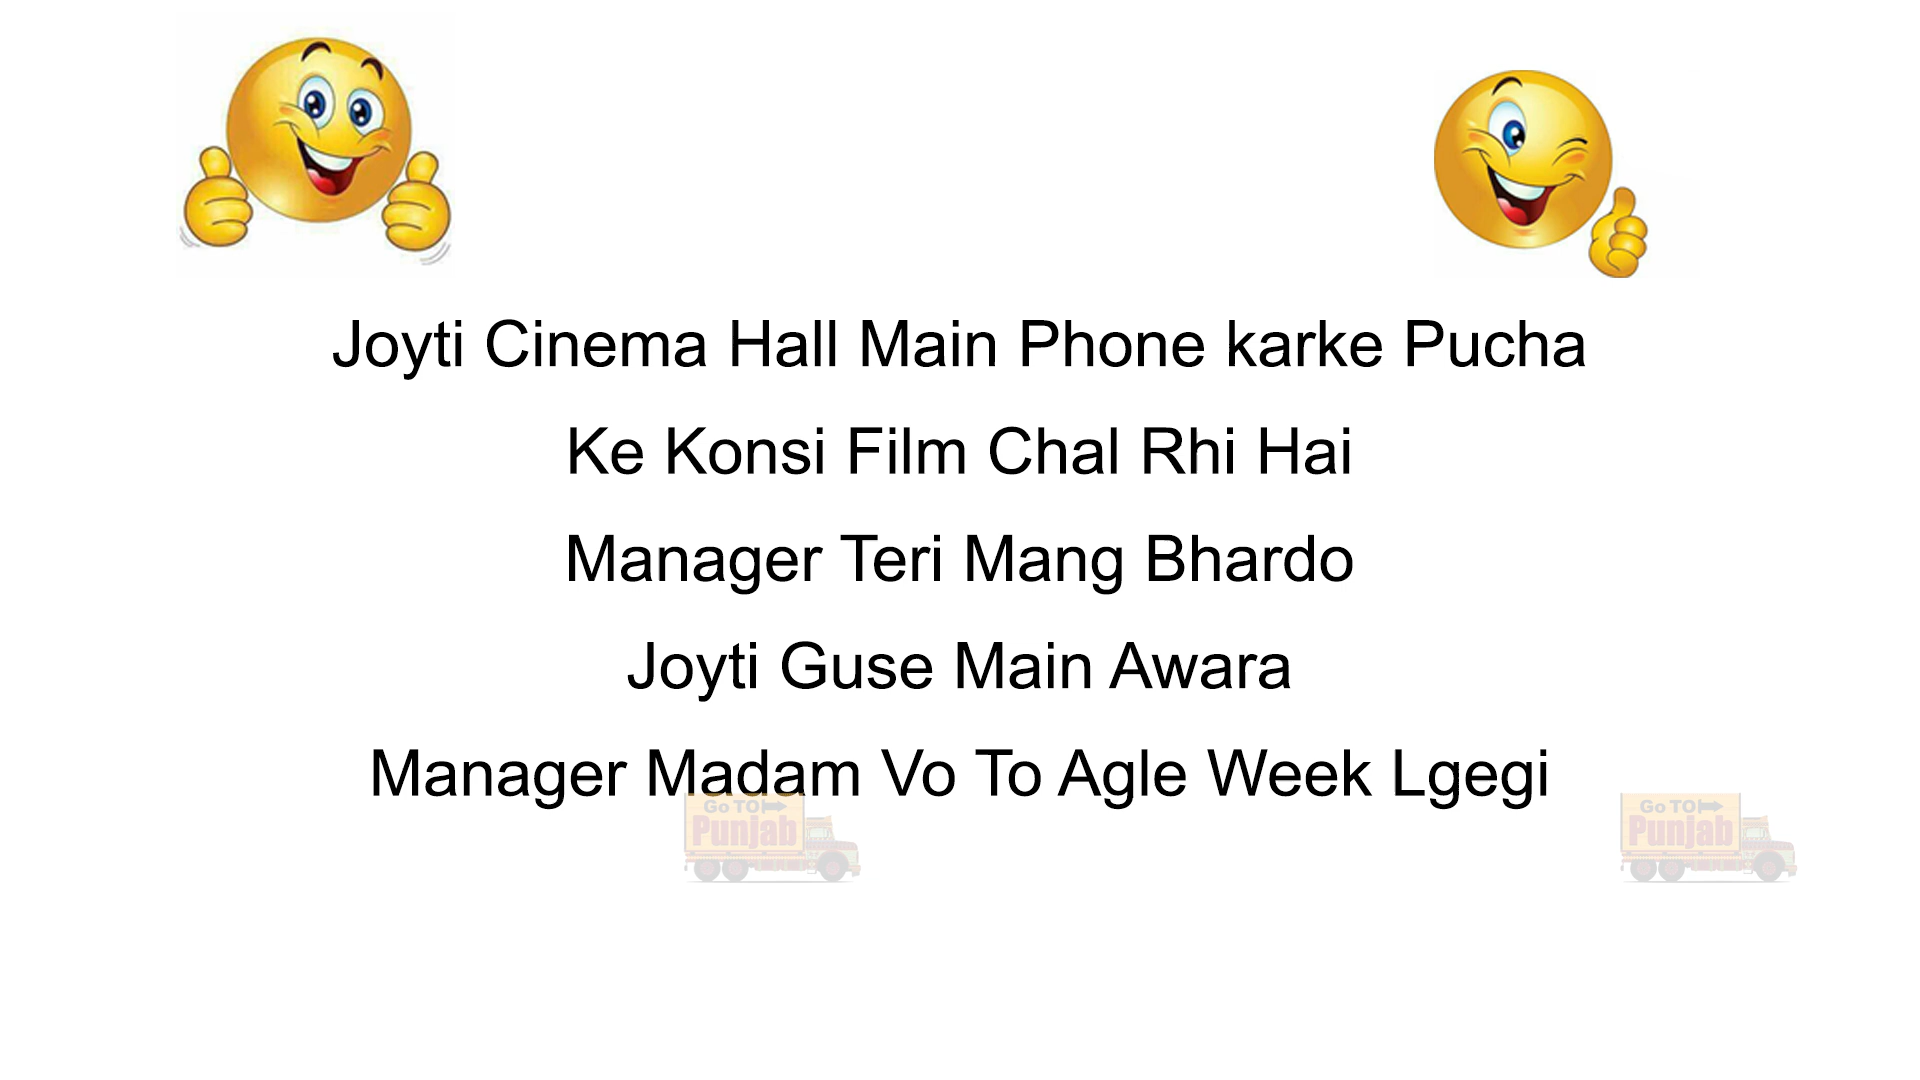 Joyti Cinema Hall Main Phone karke Pucha
Ke Konsi Film Chal Rhi Hai
Manager Teri Mang Bhardo
Joyti Guse Main Awara
Manager Madam Vo To Agle Week Lgegi
Go TO
Punjab
Go TO
Punjab